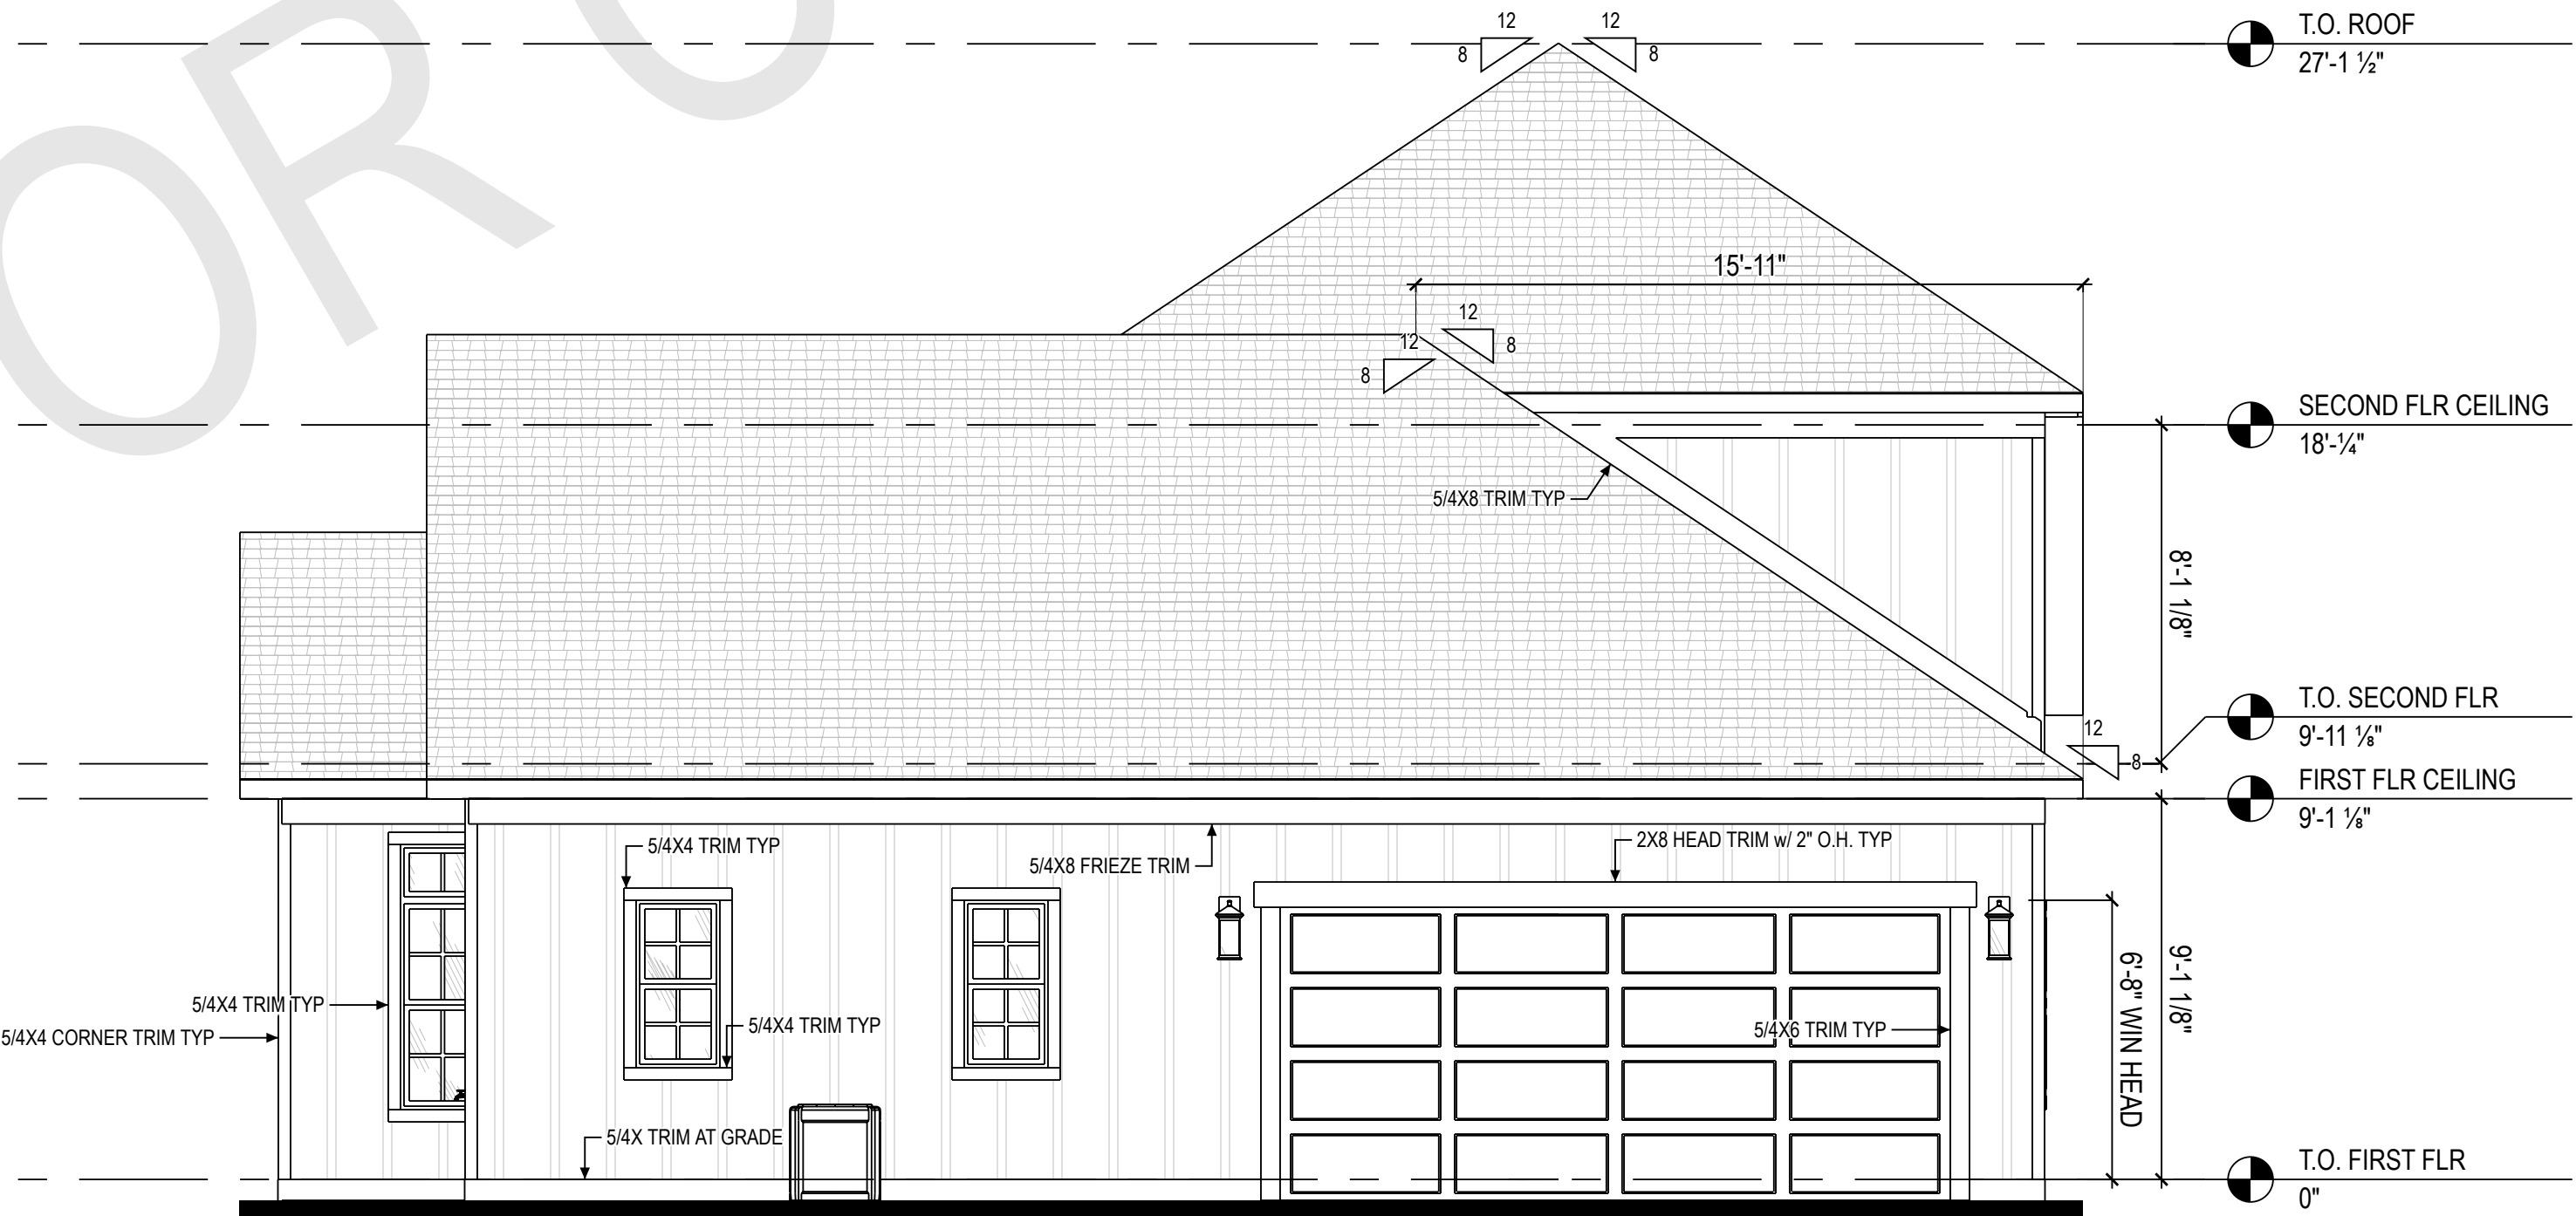 OR
12
12
8
8
T.O. ROOF
27'-1 ½"
15'-11"
12
8
12
8
SECOND FLR CEILING
18'-¼"
5/4X8 TRIM TYP
8'-1 1/8"
T.O. SECOND FLR
9'-11 ⅛"
12
8
FIRST FLR CEILING
9'-1 ⅛"
5/4X4 TRIM TYP
5/4X8 FRIEZE TRIM
2X8 HEAD TRIM w/ 2" O.H. TYP
5/4X4 TRIM TYP
5/4X4 CORNER TRIM TYP
5/4X4 TRIM TYP
5/4X6 TRIM TYP
6'-8" WIN HEAD
9'-1 1/8"
5/4X TRIM AT GRADE
T.O. FIRST FLR
0"